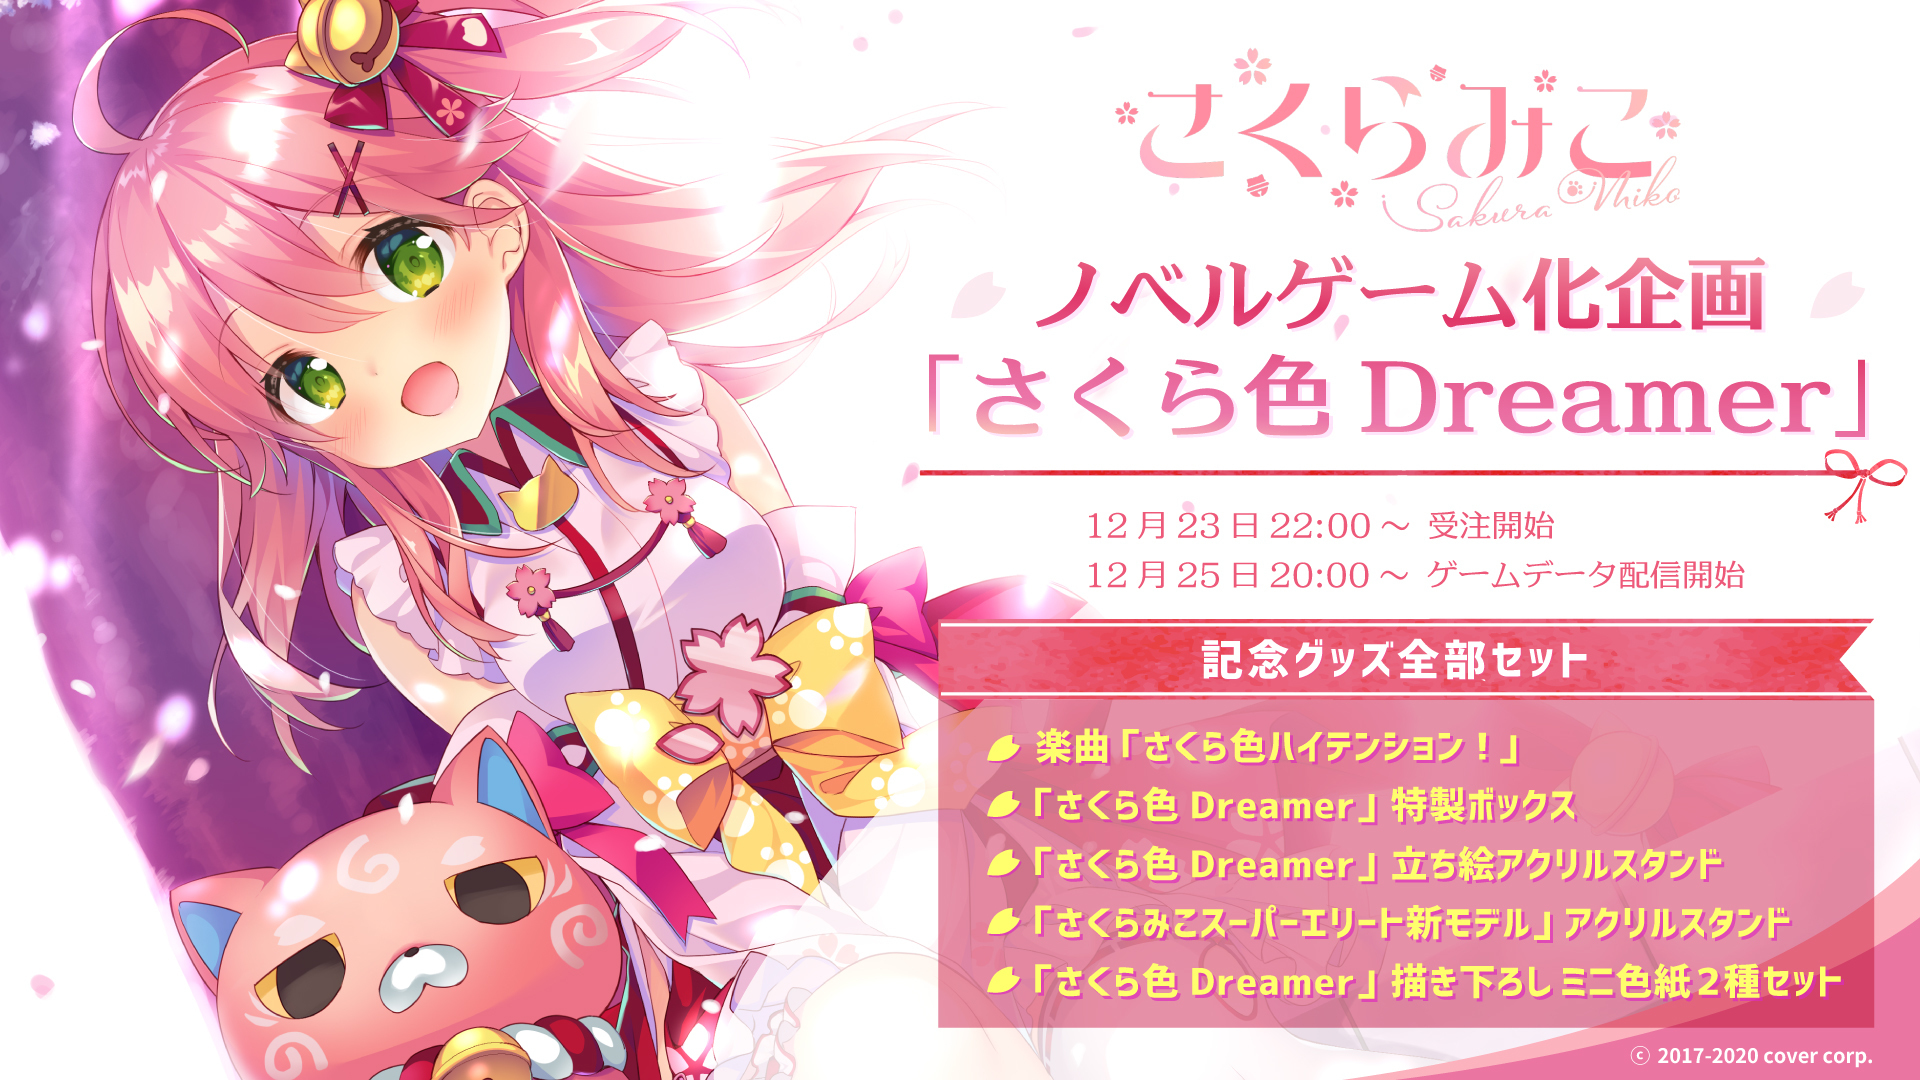 さくらみこ
Sakura Miko
ノベルゲーム化企画
「さくら色 Dreamer」
12月23日 22:00～ 受注開始
12月25日 20:00～ ゲームデータ配信開始
記念グッズ全部セット
楽曲「さくら色ハイテンション！」
「さくら色 Dreamer」特製ボックス
「さくら色 Dreamer」立ち絵アクリルスタンド
「さくらみこスーパーエリート新モデル」アクリルスタンド
「さくら色 Dreamer」描き下ろし ミニ色紙２種セット
ⓒ 2017-2020 cover corp.